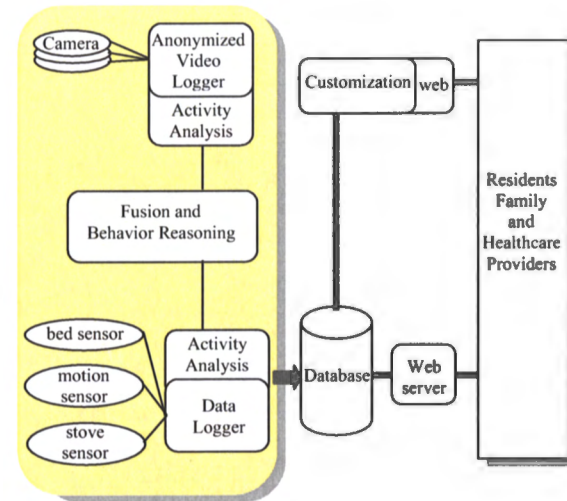 Camera
Anonymized
Video
Logger
Activity
Analysis
Fusion and
Behavior Reasoning
bed sensor
motion
sensor
stove
sensor
Activity
Analysis
Data
Logger
Customization
web
Database
Web
server
Residents
Family
and
Healthcare
Providers